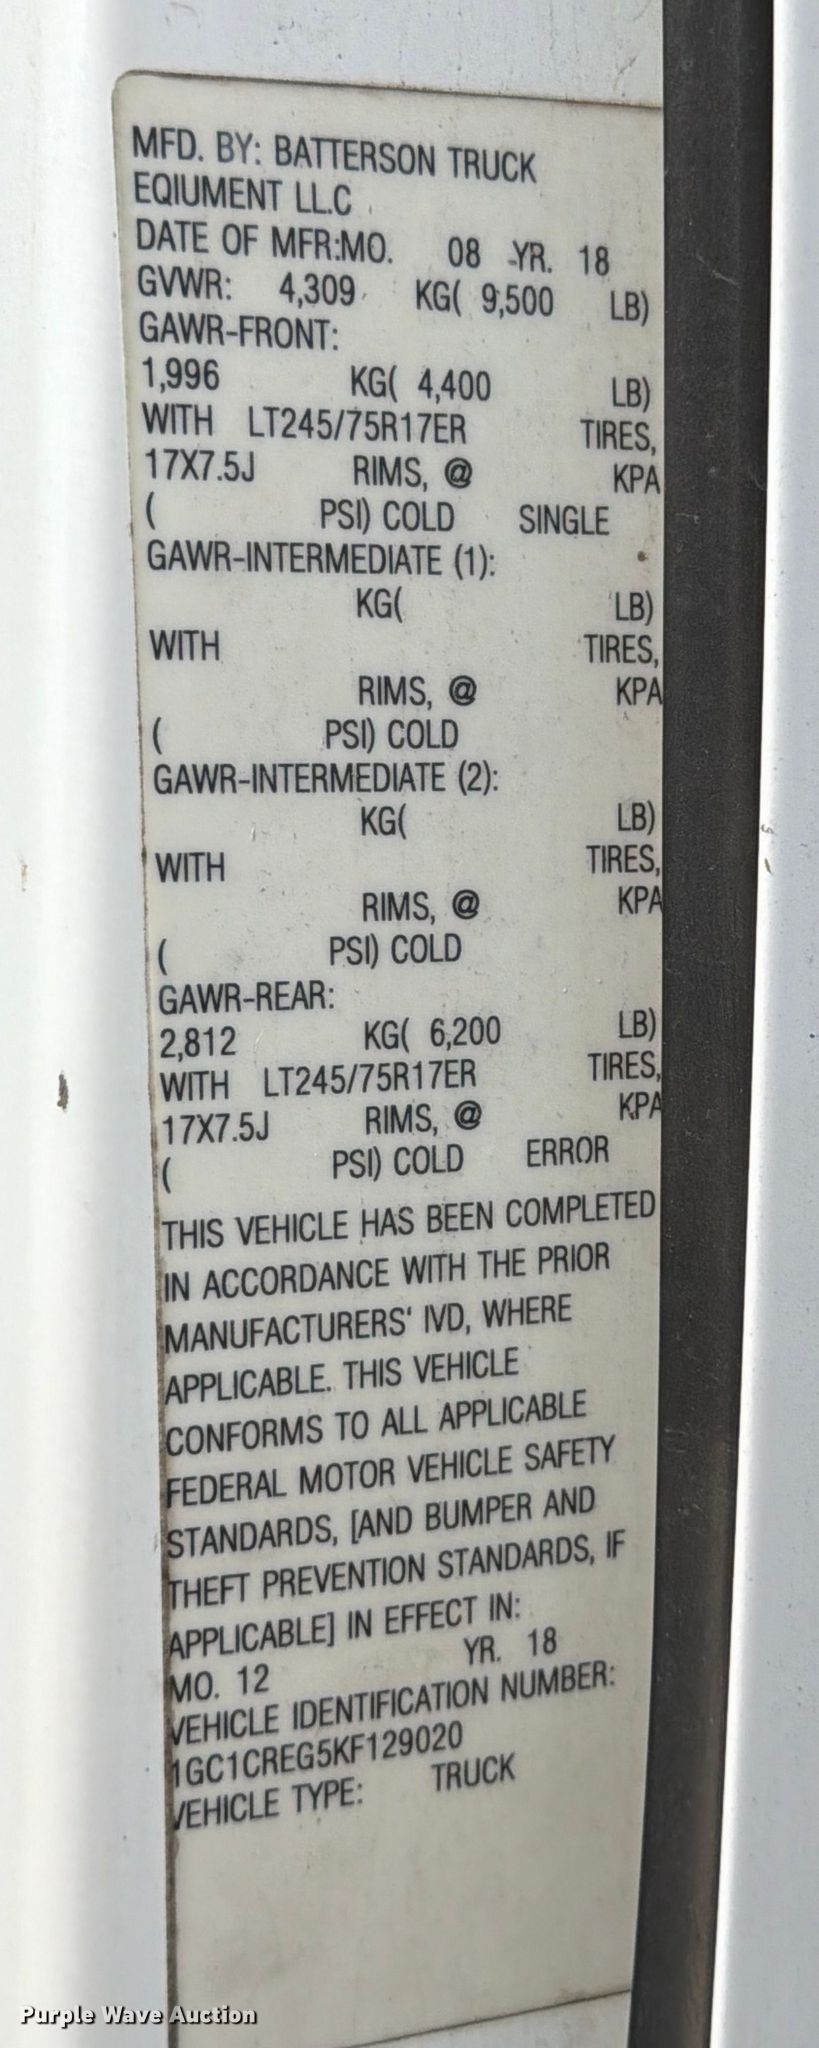 MFD. BY: BATTERSON TRUCK
EQIUMENT LL.C
DATE OF MFR:MO. 08 YR. 18
GVWR: 4,309 KG( 9,500 LB)
GAWR-FRONT:
1,996 KG( 4,400 LB)
WITH LT245/75R17ER TIRES,
17X7.5J RIMS, @ KPA
( PSI) COLD SINGLE
GAWR-INTERMEDIATE (1):
KG( LB)
WITH TIRES,
RIMS, @ KPA
( PSI) COLD
GAWR-INTERMEDIATE (2):
KG( LB)
WITH TIRES,
RIMS, @ KPA
( PSI) COLD
GAWR-REAR:
2,812 KG( 6,200 LB)
WITH LT245/75R17ER TIRES,
17X7.5J RIMS, @ KPA
( PSI) COLD ERROR
THIS VEHICLE HAS BEEN COMPLETED
IN ACCORDANCE WITH THE PRIOR
MANUFACTURERS' IVD, WHERE
APPLICABLE. THIS VEHICLE
CONFORMS TO ALL APPLICABLE
FEDERAL MOTOR VEHICLE SAFETY
STANDARDS, [AND BUMPER AND
THEFT PREVENTION STANDARDS, IF
APPLICABLE] IN EFFECT IN:
MO. 12 YR. 18
VEHICLE IDENTIFICATION NUMBER:
1GC1CREG5KF129020
VEHICLE TYPE: TRUCK
Purple Wave Auction